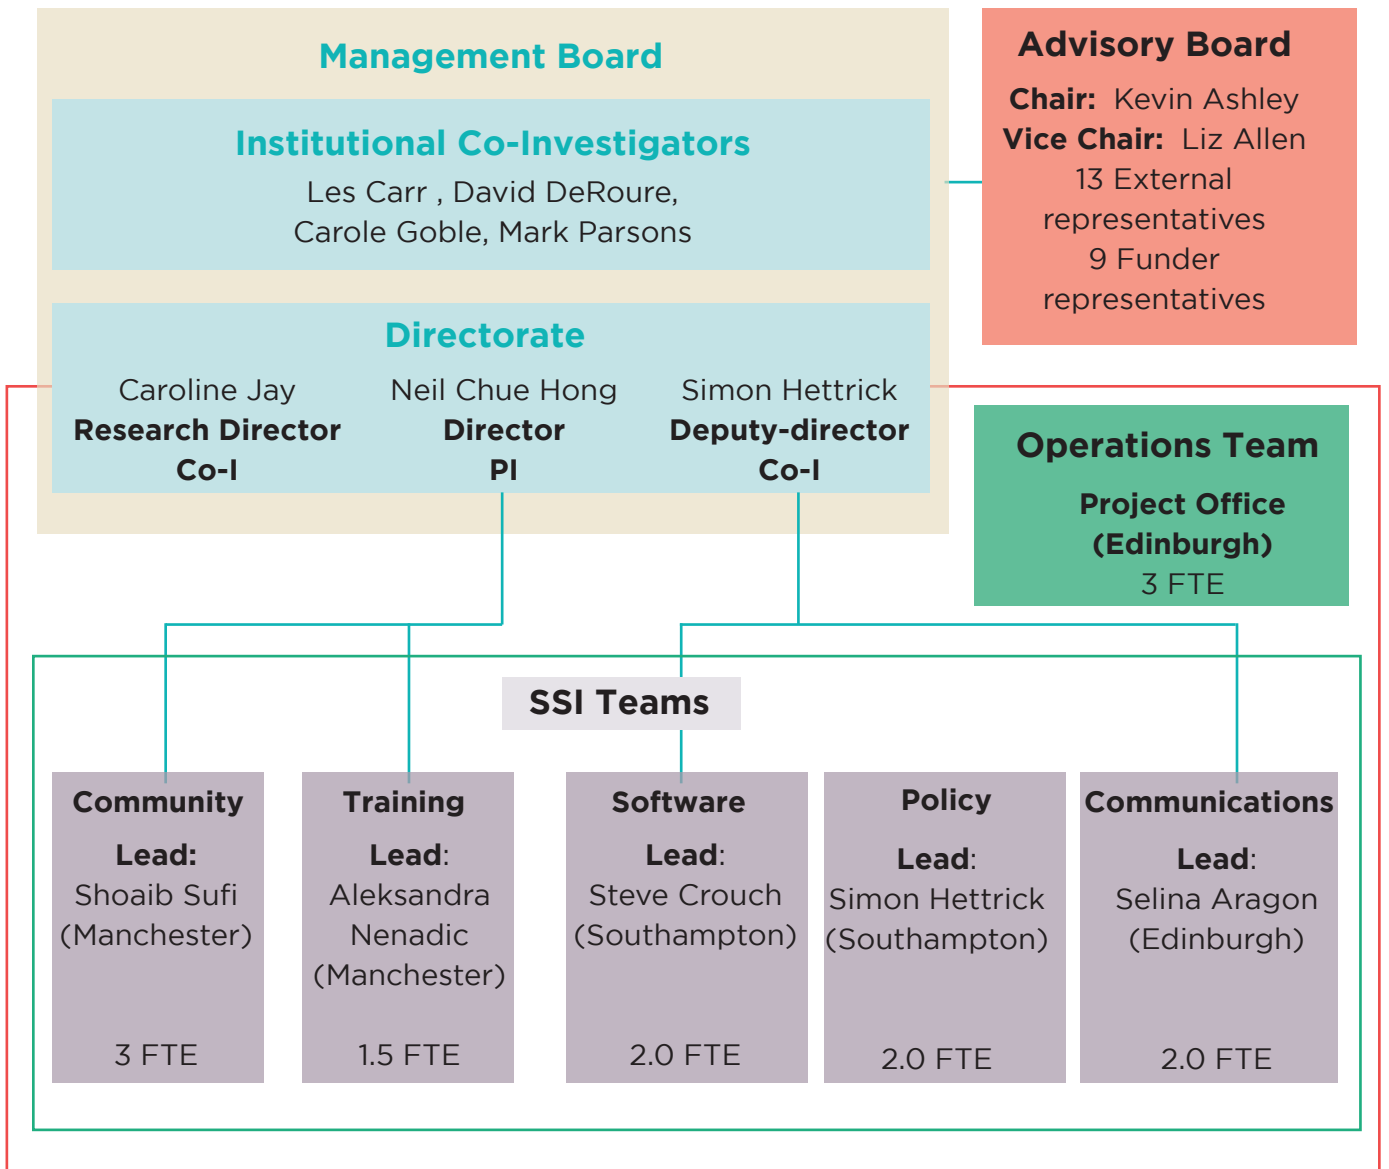 Management Board
Institutional Co-Investigators
Les Carr , David DeRoure,
Carole Goble, Mark Parsons
Advisory Board
Chair: Kevin Ashley
Vice Chair: Liz Allen
13 External
representatives
9 Funder
representatives
Directorate
Caroline Jay
Research Director
Co-I
Neil Chue Hong
Director
PI
Simon Hettrick
Deputy-director
Co-I
Operations Team
Project Office
(Edinburgh)
3 FTE
SSI Teams
Community
Lead:
Shoaib Sufi
(Manchester)
3 FTE
Training
Lead:
Aleksandra
Nenadic
(Manchester)
1.5 FTE
Software
Lead:
Steve Crouch
(Southampton)
2.0 FTE
Policy
Lead:
Simon Hettrick
(Southampton)
2.0 FTE
Communications
Lead:
Selina Aragon
(Edinburgh)
2.0 FTE